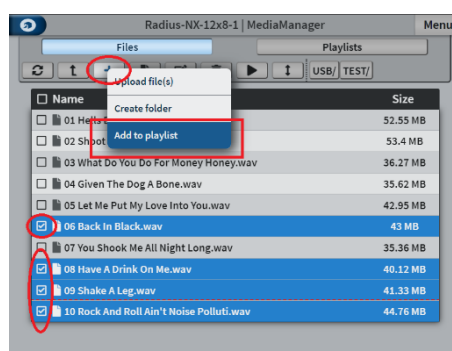 Radius-NX-12x8-1 | MediaManager Menu
Files Playlists
USB/ TEST/
Upload file(s)
Create folder
Add to playlist
Name Size
01 Hells 52.55 MB
02 Shoot 53.4 MB
03 What Do You Do For Money Honey.wav 36.27 MB
04 Given The Dog A Bone.wav 35.62 MB
05 Let Me Put My Love Into You.wav 42.95 MB
06 Back In Black.wav 43 MB
07 You Shook Me All Night Long.wav 35.36 MB
08 Have A Drink On Me.wav 40.12 MB
09 Shake A Leg.wav 41.33 MB
10 Rock And Roll Ain't Noise Polluti.wav 44.76 MB